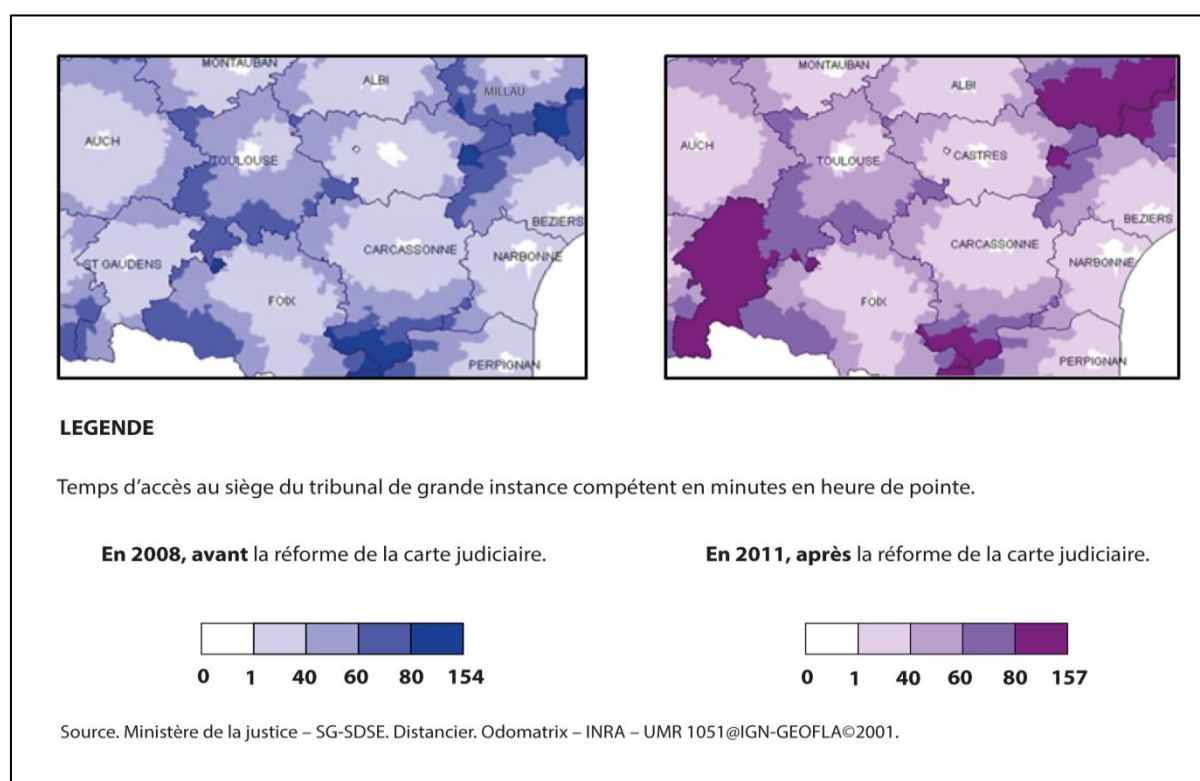 MONTAUBAN
ALBI
MILLAU
AUCH
TOULOUSE
BEZIERS
ST GAUDENS
CARCASSONNE
NARBONNE
FOIX
PERPIGNAN
MONTAUBAN
ALBI
AUCH
TOULOUSE
CASTRES
BEZIERS
CARCASSONNE
NARBONNE
FOIX
PERPIGNAN
LEGENDE
Temps d’accès au siège du tribunal de grande instance compétent en minutes en heure de pointe.
En 2008, avant la réforme de la carte judiciaire.
0 1 40 60 80 154
En 2011, après la réforme de la carte judiciaire.
0 1 40 60 80 157
Source. Ministère de la justice – SG-SDSE. Distancier. Odomatrix – INRA – UMR 1051@IGN-GEOFLA©2001.